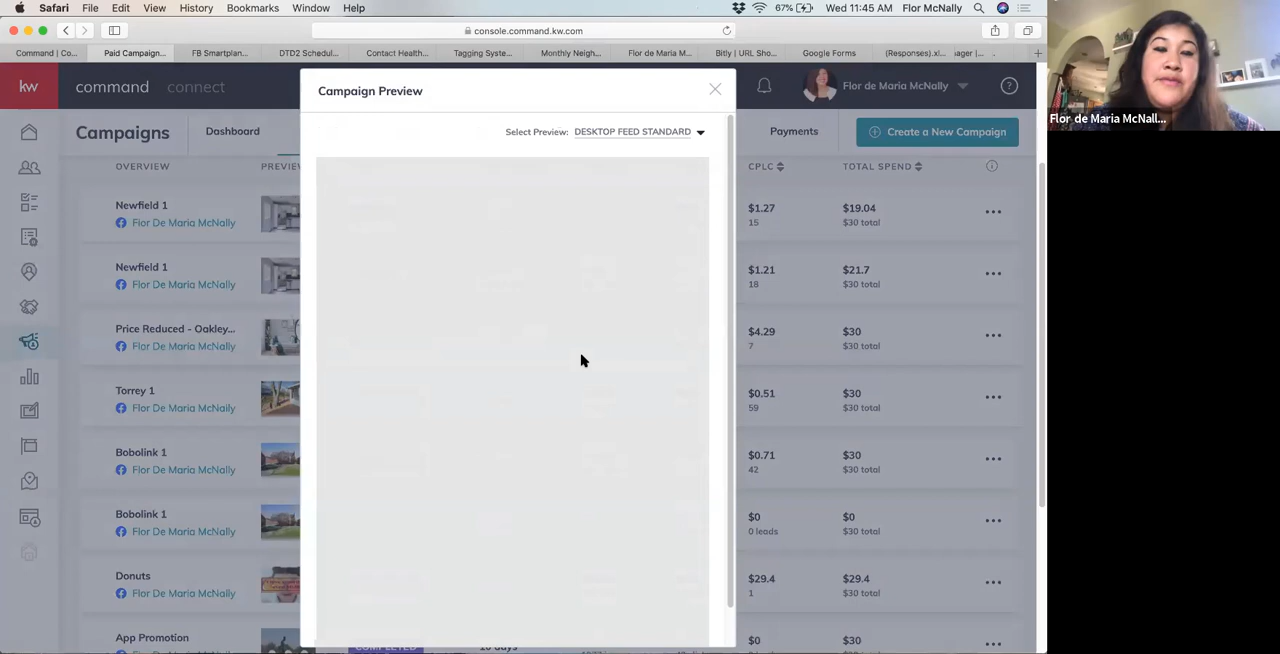 Safari File Edit View History Bookmarks Window Help 67% Wed 11:45 AM Flor McNally
console.command.kw.com
Command | Co... Paid Campaign... FB Smartplan... DTD2 Schedul... Contact Health... Tagging Syste... Monthly Neigh... Flor de Maria M... Bitly | URL Sho... Google Forms (Responses).xl... ager |...
kw command connect Flor de Maria McNally ?
Campaign Preview
Campaigns Dashboard Payments Create a New Campaign
Select Preview: DESKTOP FEED STANDARD
OVERVIEW PREVIEW CPLC TOTAL SPEND
Newfield 1 $1.27 $19.04
Flor De Maria McNally 15 $30 total
Newfield 1 $1.21 $21.7
Flor De Maria McNally 18 $30 total
Price Reduced - Oakley... $4.29 $30
Flor De Maria McNally 7 $30 total
Torrey 1 $0.51 $30
Flor De Maria McNally 59 $30 total
Bobolink 1 $0.71 $30
Flor De Maria McNally 42 $30 total
Bobolink 1 $0 $0
Flor De Maria McNally 0 leads $30 total
Donuts $29.4 $29.4
Flor De Maria McNally 1 $30 total
App Promotion $0 $30
COMPLETED
Flor de Maria McNall...